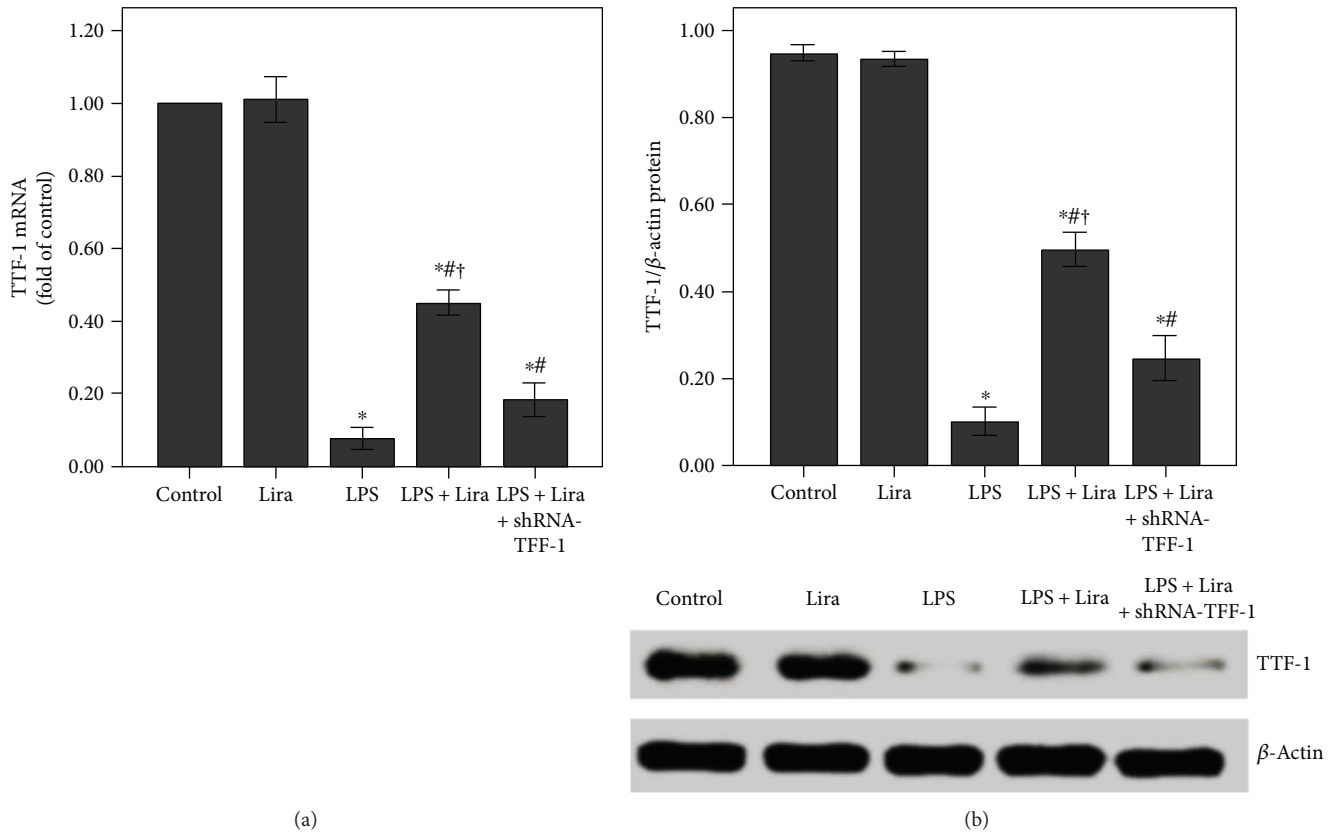 TTF-1 mRNA
(fold of control)
1.20
1.00
0.80
0.60
0.40
0.20
0.00
*
*#†
*#
Control
Lira
LPS
LPS + Lira
LPS + Lira
+ shRNA-
TFF-1
(a)
TTF-1/β-actin protein
1.00
0.80
0.60
0.40
0.20
0.00
*
*#†
*#
Control
Lira
LPS
LPS + Lira
LPS + Lira
+ shRNA-
TFF-1
Control
Lira
LPS
LPS + Lira
LPS + Lira
+ shRNA-TFF-1
TTF-1
β-Actin
(b)